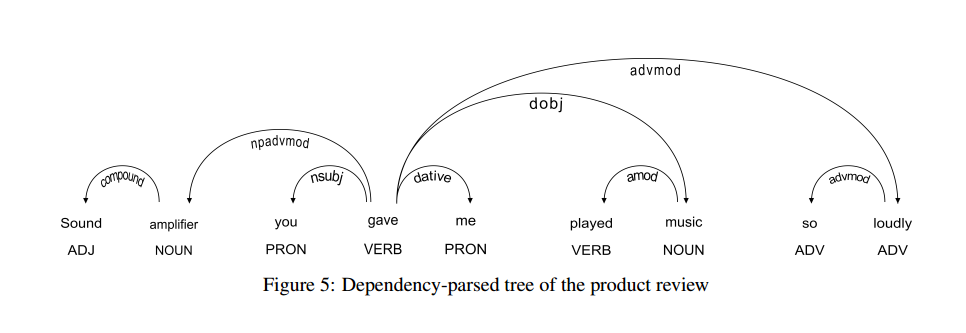 advmod
dobj
npadvmod
compound nsubj dative amod advmod
Sound amplifier you gave me played music so loudly
ADJ NOUN PRON VERB PRON VERB NOUN ADV ADV
Figure 5: Dependency-parsed tree of the product review